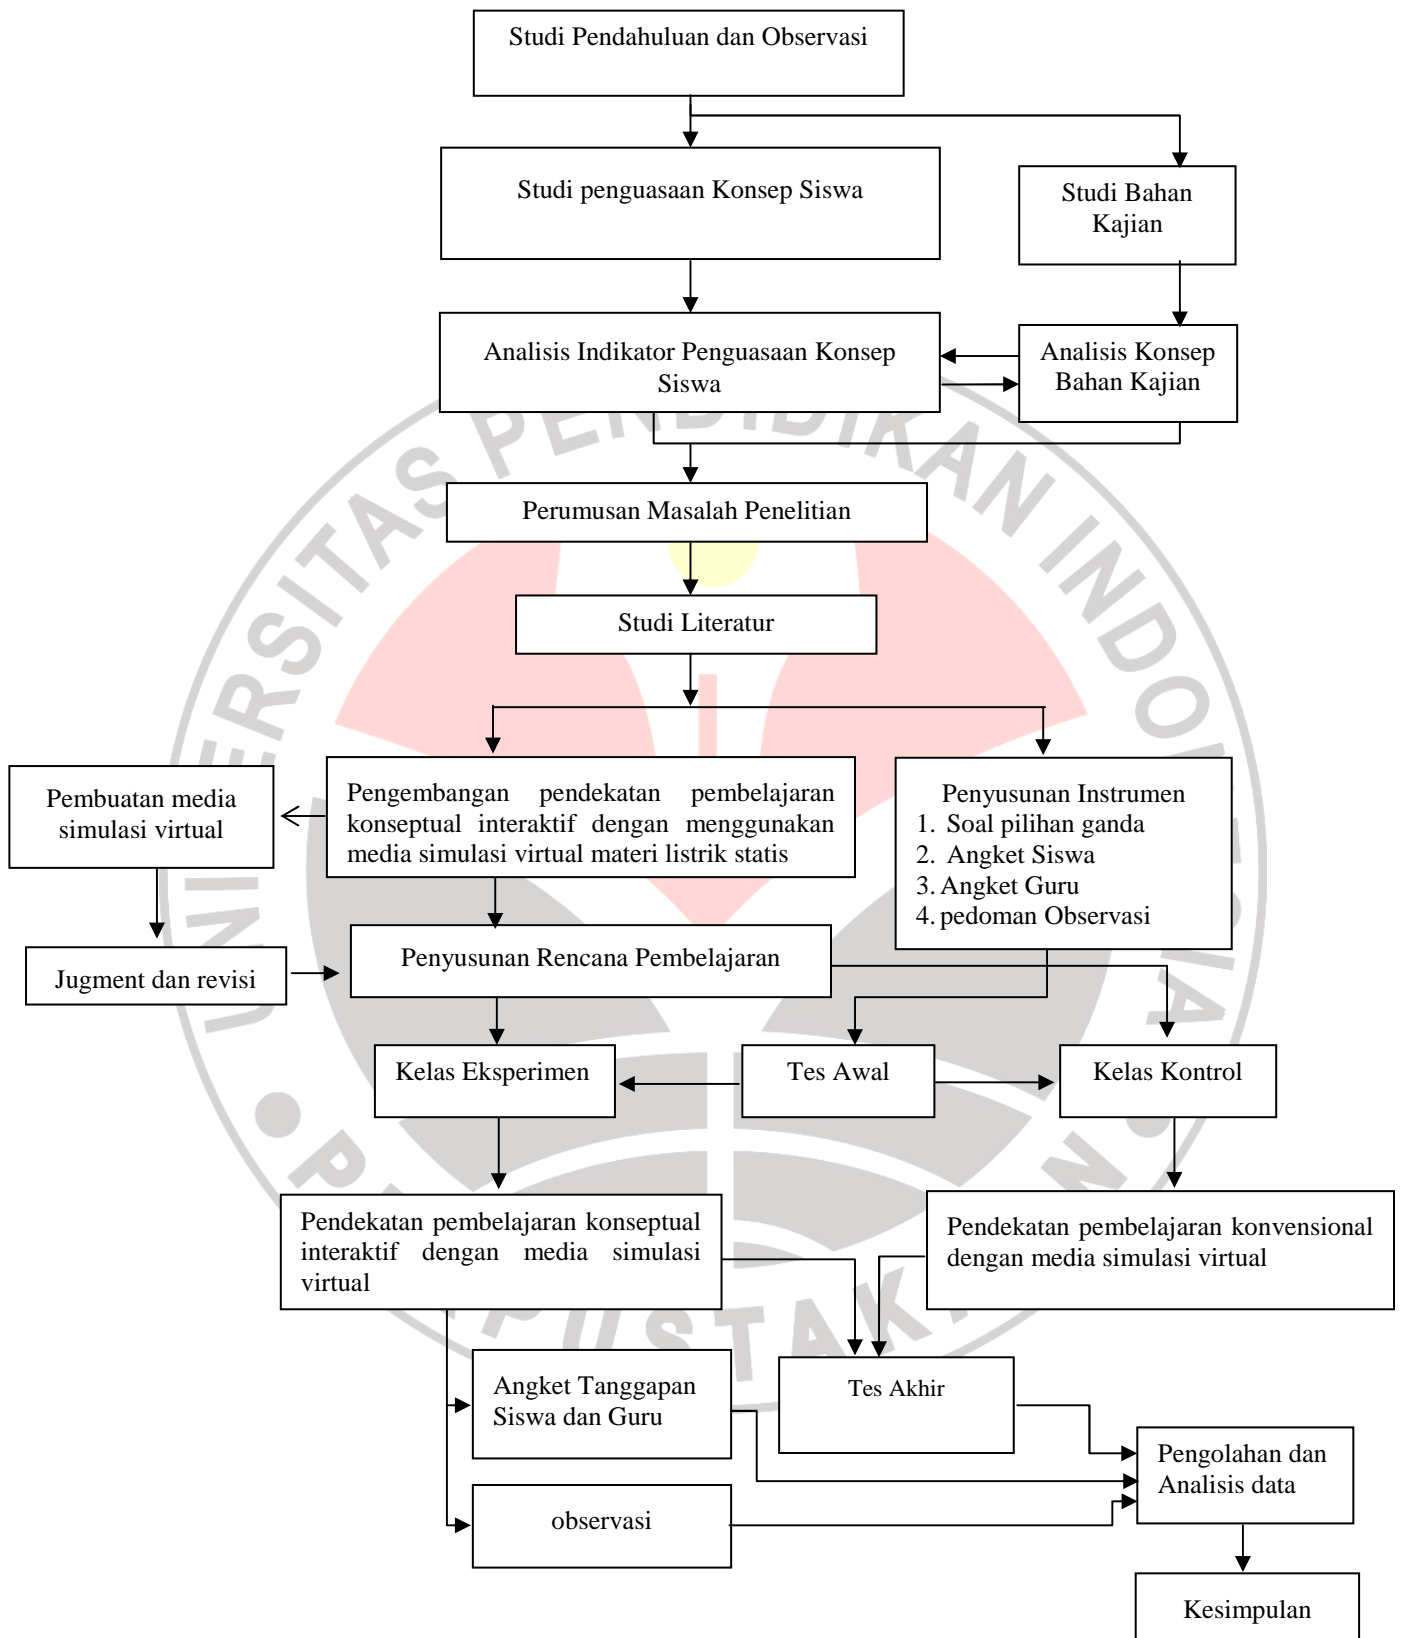 Studi Pendahuluan dan Observasi
Studi penguasaan Konsep Siswa
Studi Bahan
Kajian
Analisis Indikator Penguasaan Konsep
Siswa
Analisis Konsep
Bahan Kajian
Perumusan Masalah Penelitian
Studi Literatur
Pembuatan media
simulasi virtual
Pengembangan pendekatan pembelajaran
konseptual interaktif dengan menggunakan
media simulasi virtual materi listrik statis
Penyusunan Instrumen
1. Soal pilihan ganda
2. Angket Siswa
3. Angket Guru
4. pedoman Observasi
Jugment dan revisi
Penyusunan Rencana Pembelajaran
Kelas Eksperimen
Tes Awal
Kelas Kontrol
Pendekatan pembelajaran konseptual
interaktif dengan media simulasi
virtual
Pendekatan pembelajaran konvensional
dengan media simulasi virtual
Angket Tanggapan
Siswa dan Guru
Tes Akhir
Pengolahan dan
Analisis data
observasi
Kesimpulan
UNIVERSITAS PENDIDIKAN INDONESIA